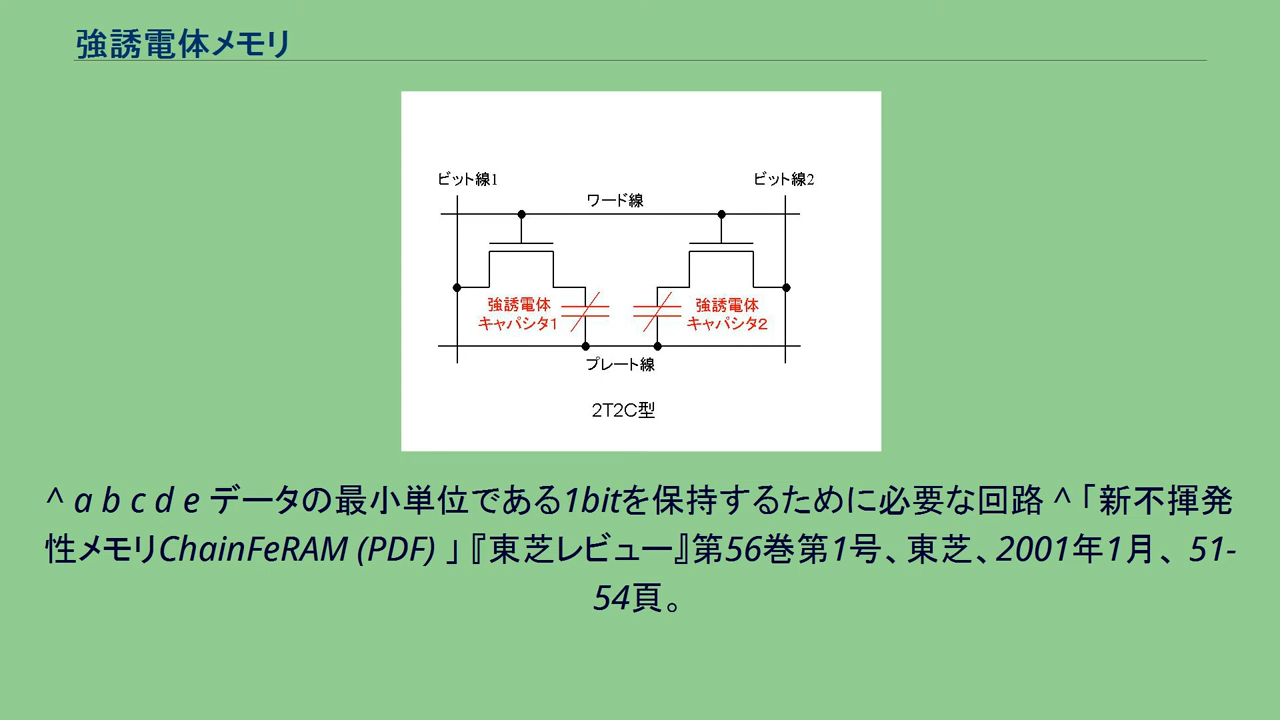 強誘電体メモリ
ビット線1
ビット線2
ワード線
強誘電体
キャパシタ1
強誘電体
キャパシタ2
プレート線
2T2C型
^ a b c d e データの最小単位である1bitを保持するために必要な回路 ^ 「新不揮発
性メモリChainFeRAM (PDF) 」『東芝レビュー』第56巻第1号、東芝、2001年1月、 51-
54頁。